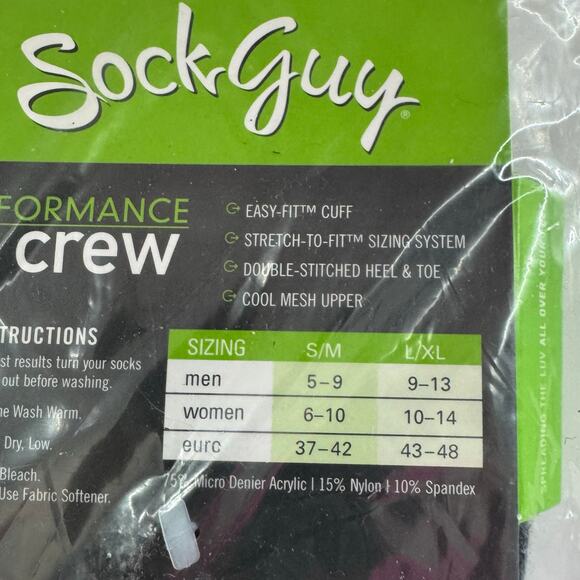 SockGuy®
FORMANCE
crew
EASY-FIT™ CUFF
STRETCH-TO-FIT™ SIZING SYSTEM
DOUBLE-STITCHED HEEL & TOE
COOL MESH UPPER
TRUCTIONS
st results turn your socks
out before washing.
ne Wash Warm.
Dry, Low.
Bleach.
Use Fabric Softener.
SIZING S/M L/XL
men 5–9 9–13
women 6–10 10–14
euro 37–42 43–48
75% Micro Denier Acrylic | 15% Nylon | 10% Spandex
SPREADING THE LUV ALL OVER YOUR